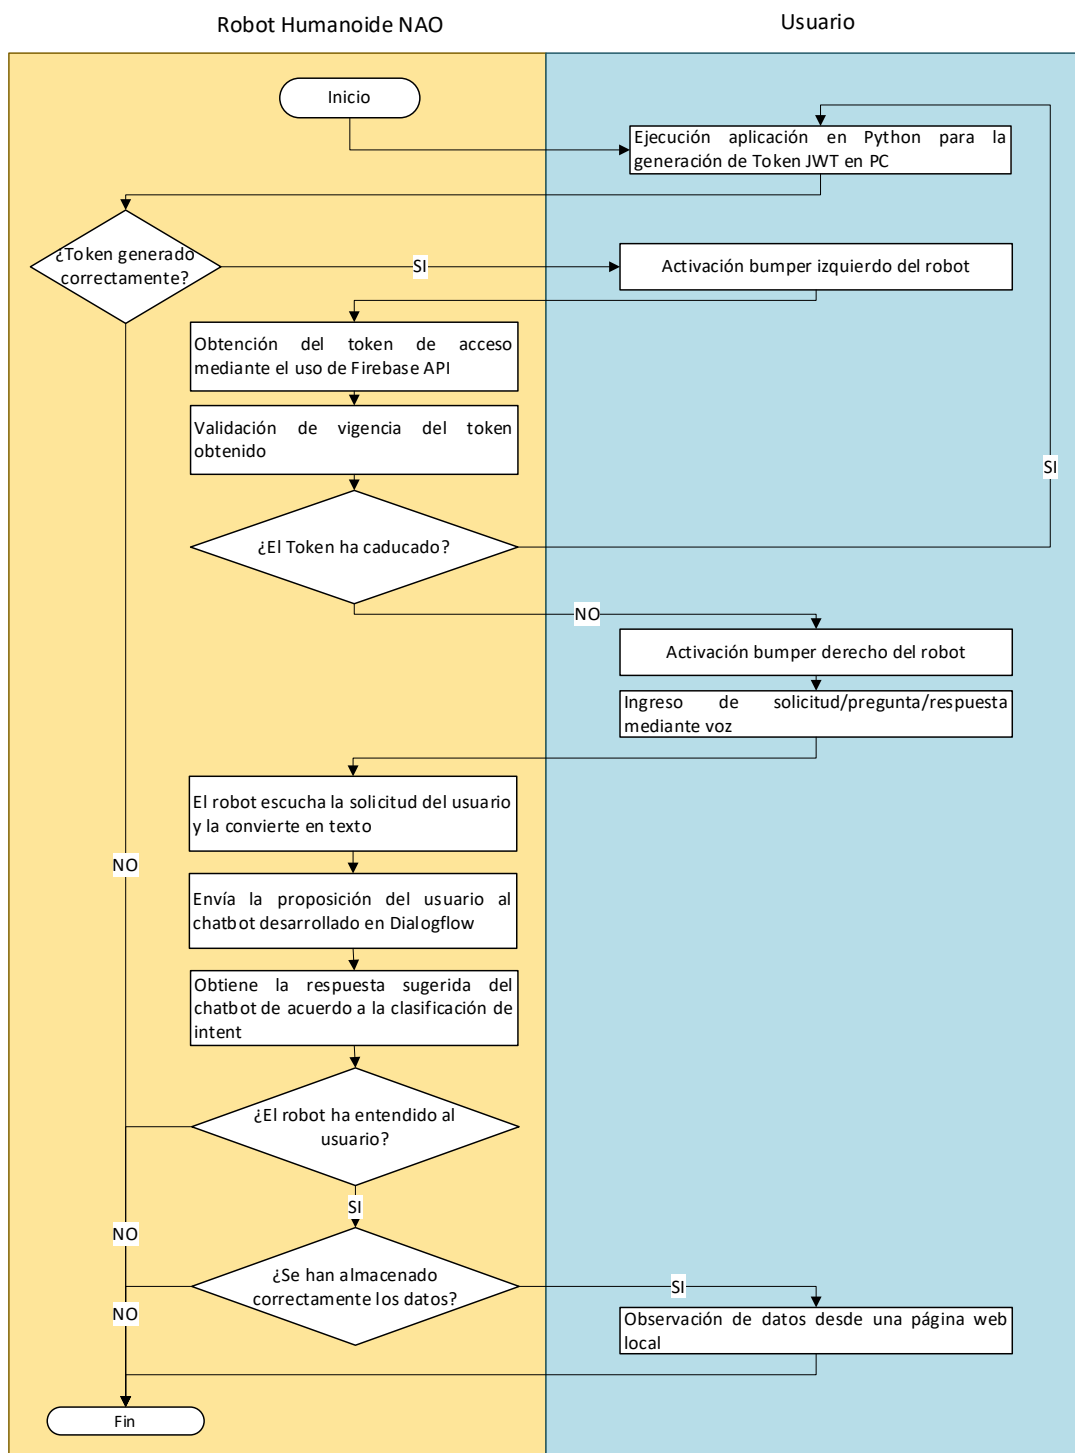 Robot Humanoide NAO
Usuario
Inicio
Ejecución aplicación en Python para la
generación de Token JWT en PC
¿Token generado
correctamente?
SI
Activación bumper izquierdo del robot
Obtención del token de acceso
mediante el uso de Firebase API
Validación de vigencia del token
obtenido
SI
¿El Token ha caducado?
NO
Activación bumper derecho del robot
Ingreso de solicitud/pregunta/respuesta
mediante voz
El robot escucha la solicitud del usuario
y la convierte en texto
NO
Envía la proposición del usuario al
chatbot desarrollado en Dialogflow
Obtiene la respuesta sugerida del
chatbot de acuerdo a la clasificación de
intent
¿El robot ha entendido al
usuario?
SI
NO
¿Se han almacenado
correctamente los datos?
SI
NO
Observación de datos desde una página web
local
Fin